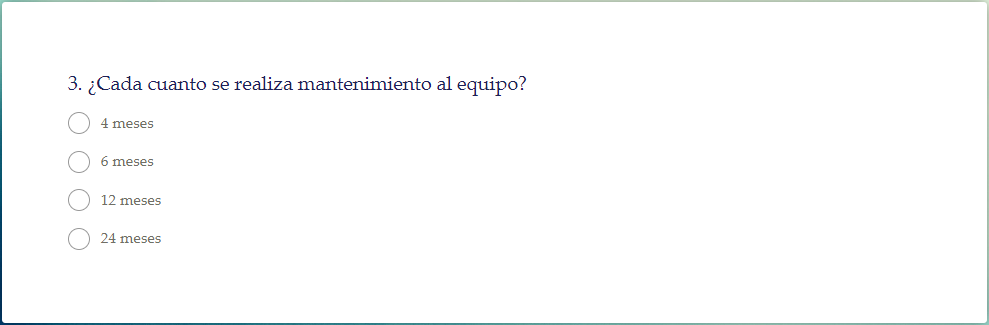 3. ¿Cada cuanto se realiza mantenimiento al equipo?
4 meses
6 meses
12 meses
24 meses